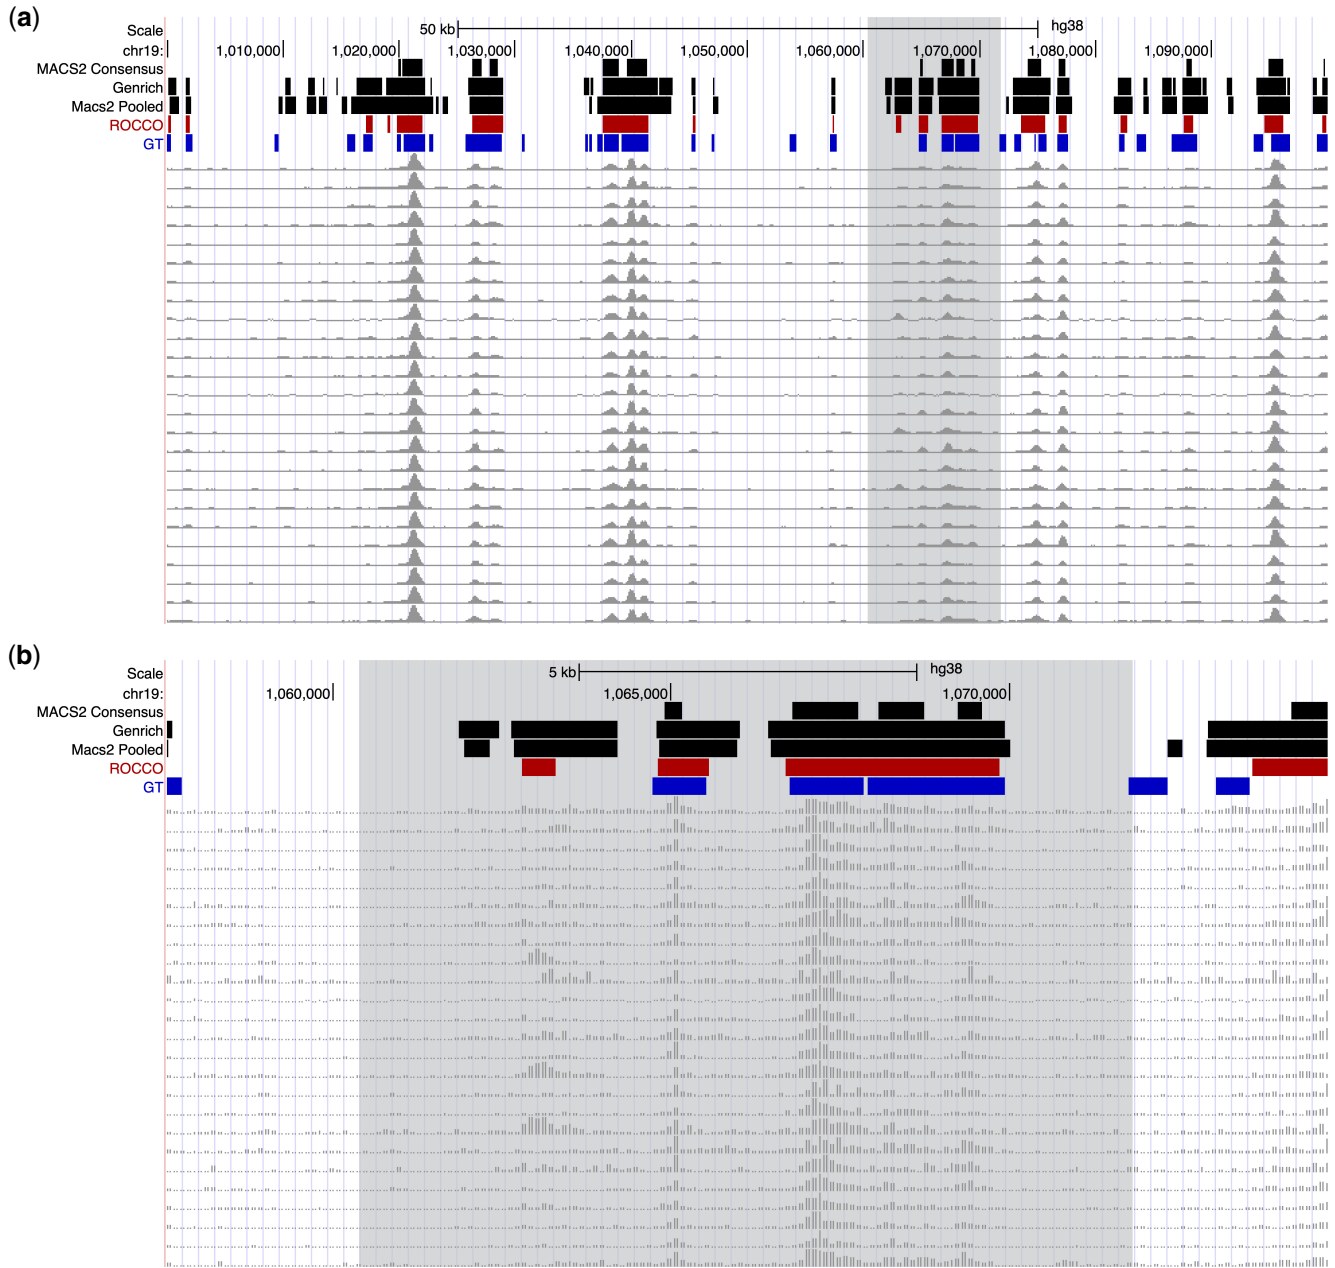 (a)
Scale 50 kb hg38
chr19: 1,010,000 1,020,000 1,030,000 1,040,000 1,050,000 1,060,000 1,070,000 1,080,000 1,090,000
MACS2 Consensus
Genrich
Macs2 Pooled
ROCCO
GT
(b)
Scale 5 kb hg38
chr19: 1,060,000 1,065,000 1,070,000
MACS2 Consensus
Genrich
Macs2 Pooled
ROCCO
GT